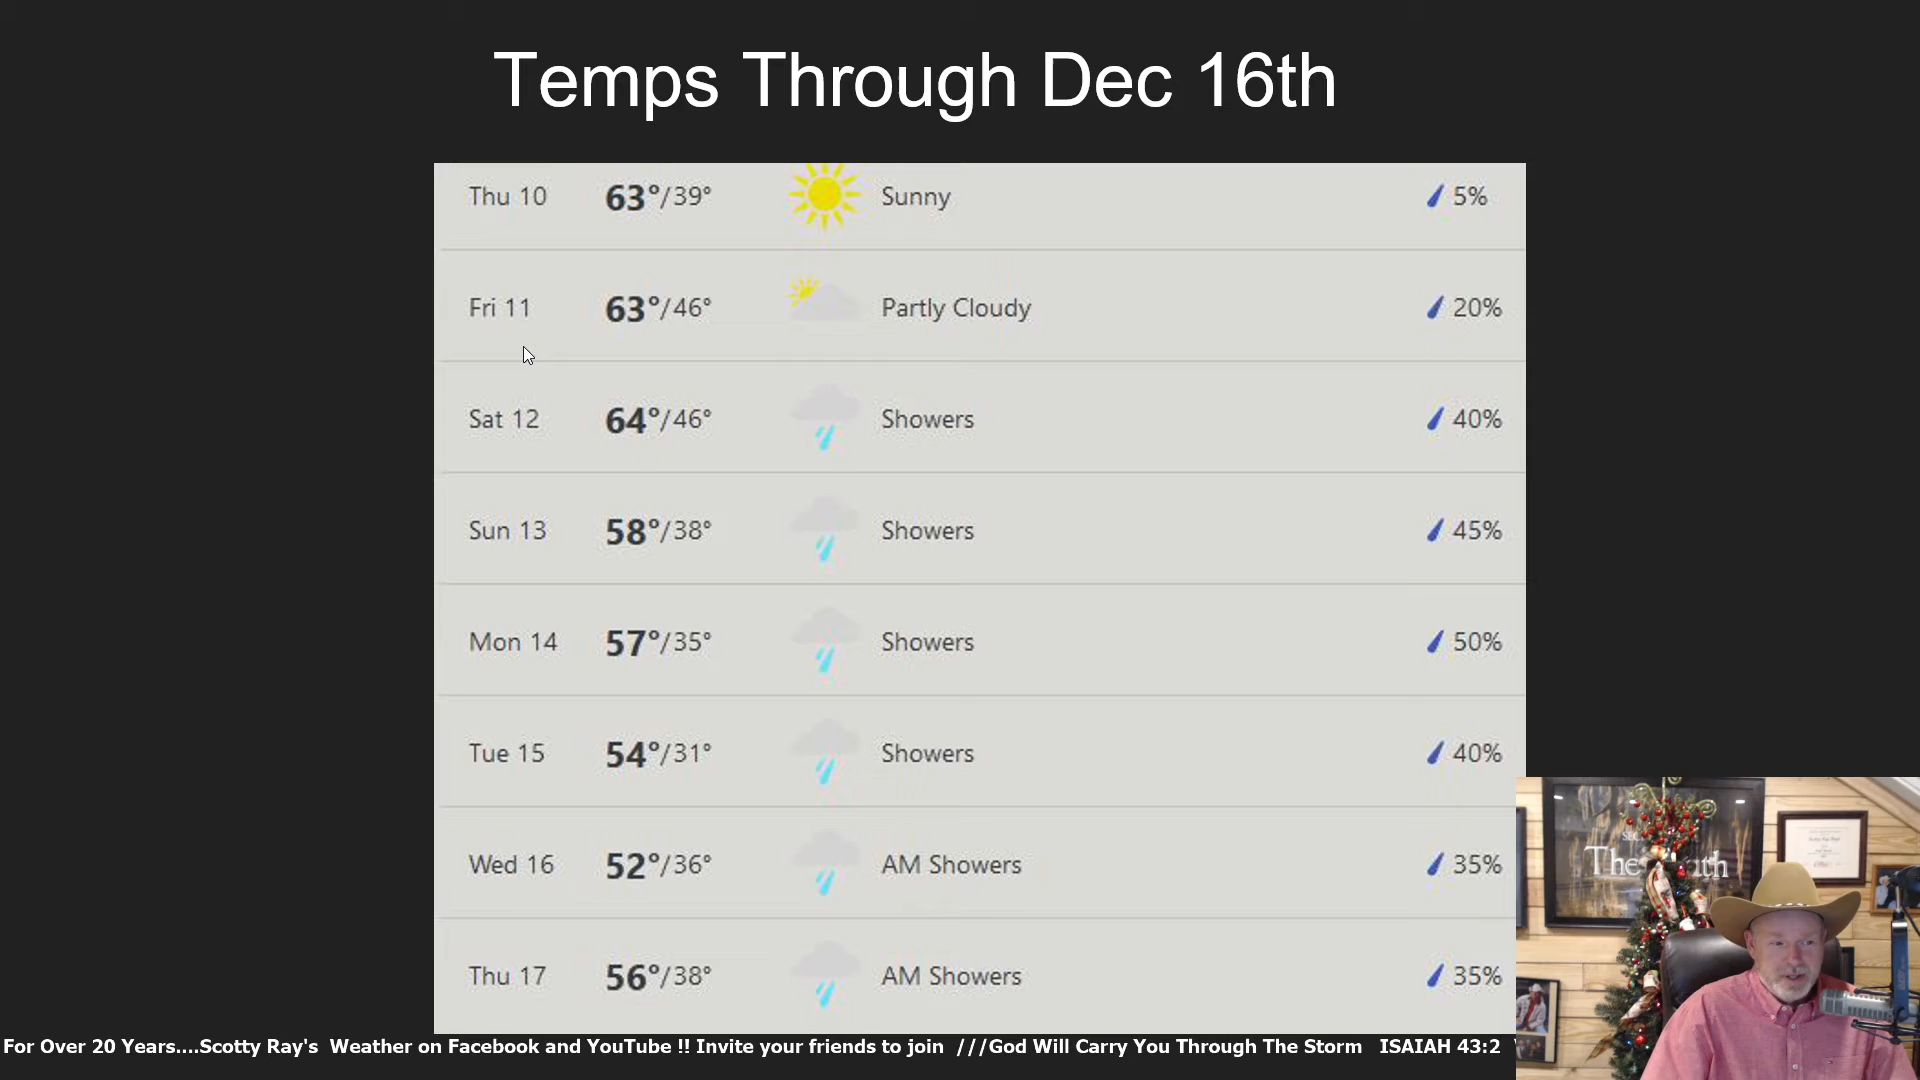 Temps Through Dec 16th
Thu 10 63°/39° Sunny 5%
Fri 11 63°/46° Partly Cloudy 20%
Sat 12 64°/46° Showers 40%
Sun 13 58°/38° Showers 45%
Mon 14 57°/35° Showers 50%
Tue 15 54°/31° Showers 40%
Wed 16 52°/36° AM Showers 35%
Thu 17 56°/38° AM Showers 35%
For Over 20 Years....Scotty Ray's Weather on Facebook and YouTube !! Invite your friends to join ///God Will Carry You Through The Storm ISAIAH 43:2